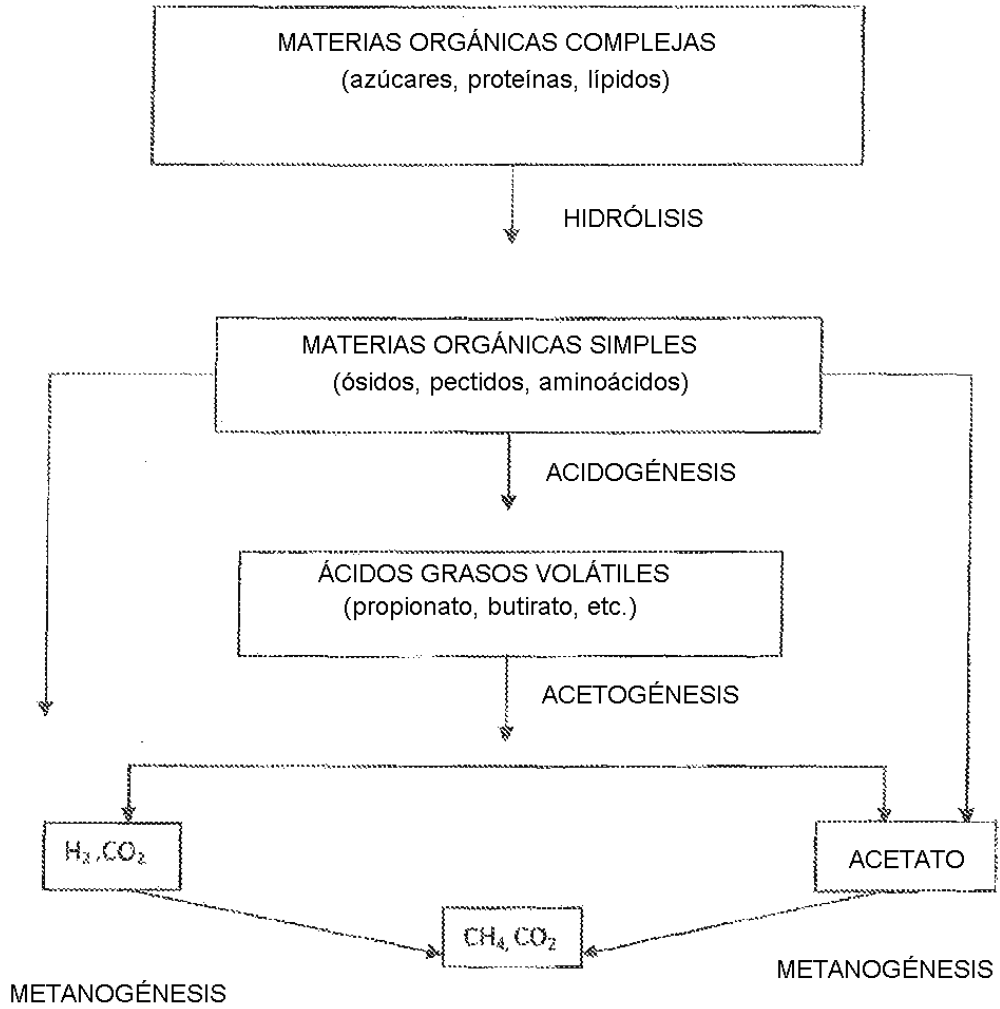 MATERIAS ORGÁNICAS COMPLEJAS
(azúcares, proteínas, lípidos)
HIDRÓLISIS
MATERIAS ORGÁNICAS SIMPLES
(ósidos, pectidos, aminoácidos)
ACIDOGÉNESIS
ÁCIDOS GRASOS VOLÁTILES
(propionato, butirato, etc.)
ACETOGÉNESIS
H₂,CO₂
ACETATO
CH₄,CO₂
METANOGÉNESIS
METANOGÉNESIS